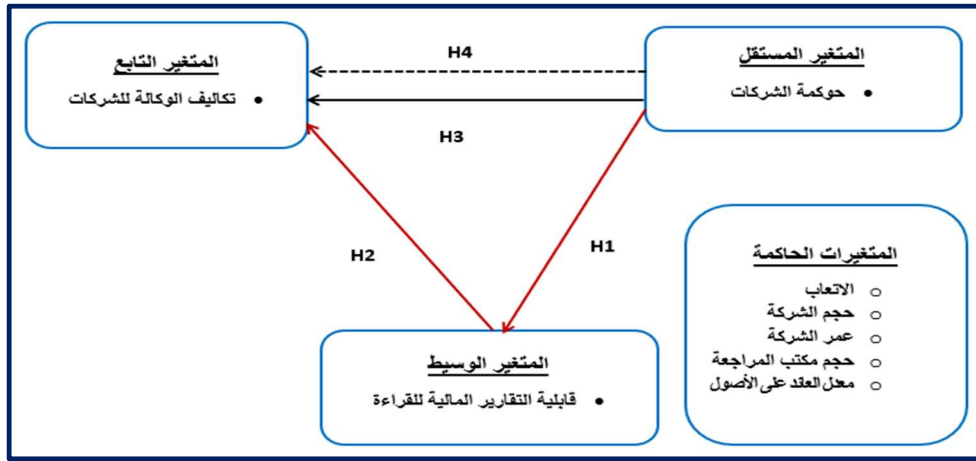 المتغير المستقل
• حوكمة الشركات
H4
H3
المتغير التابع
• تكاليف الوكالة للشركات
H1
H2
المتغيرات الحاكمة
o الاتعاب
o حجم الشركة
o عمر الشركة
o حجم مكتب المراجعة
o معدل العائد على الأصول
المتغير الوسيط
• قابلية التقارير المالية للقراءة